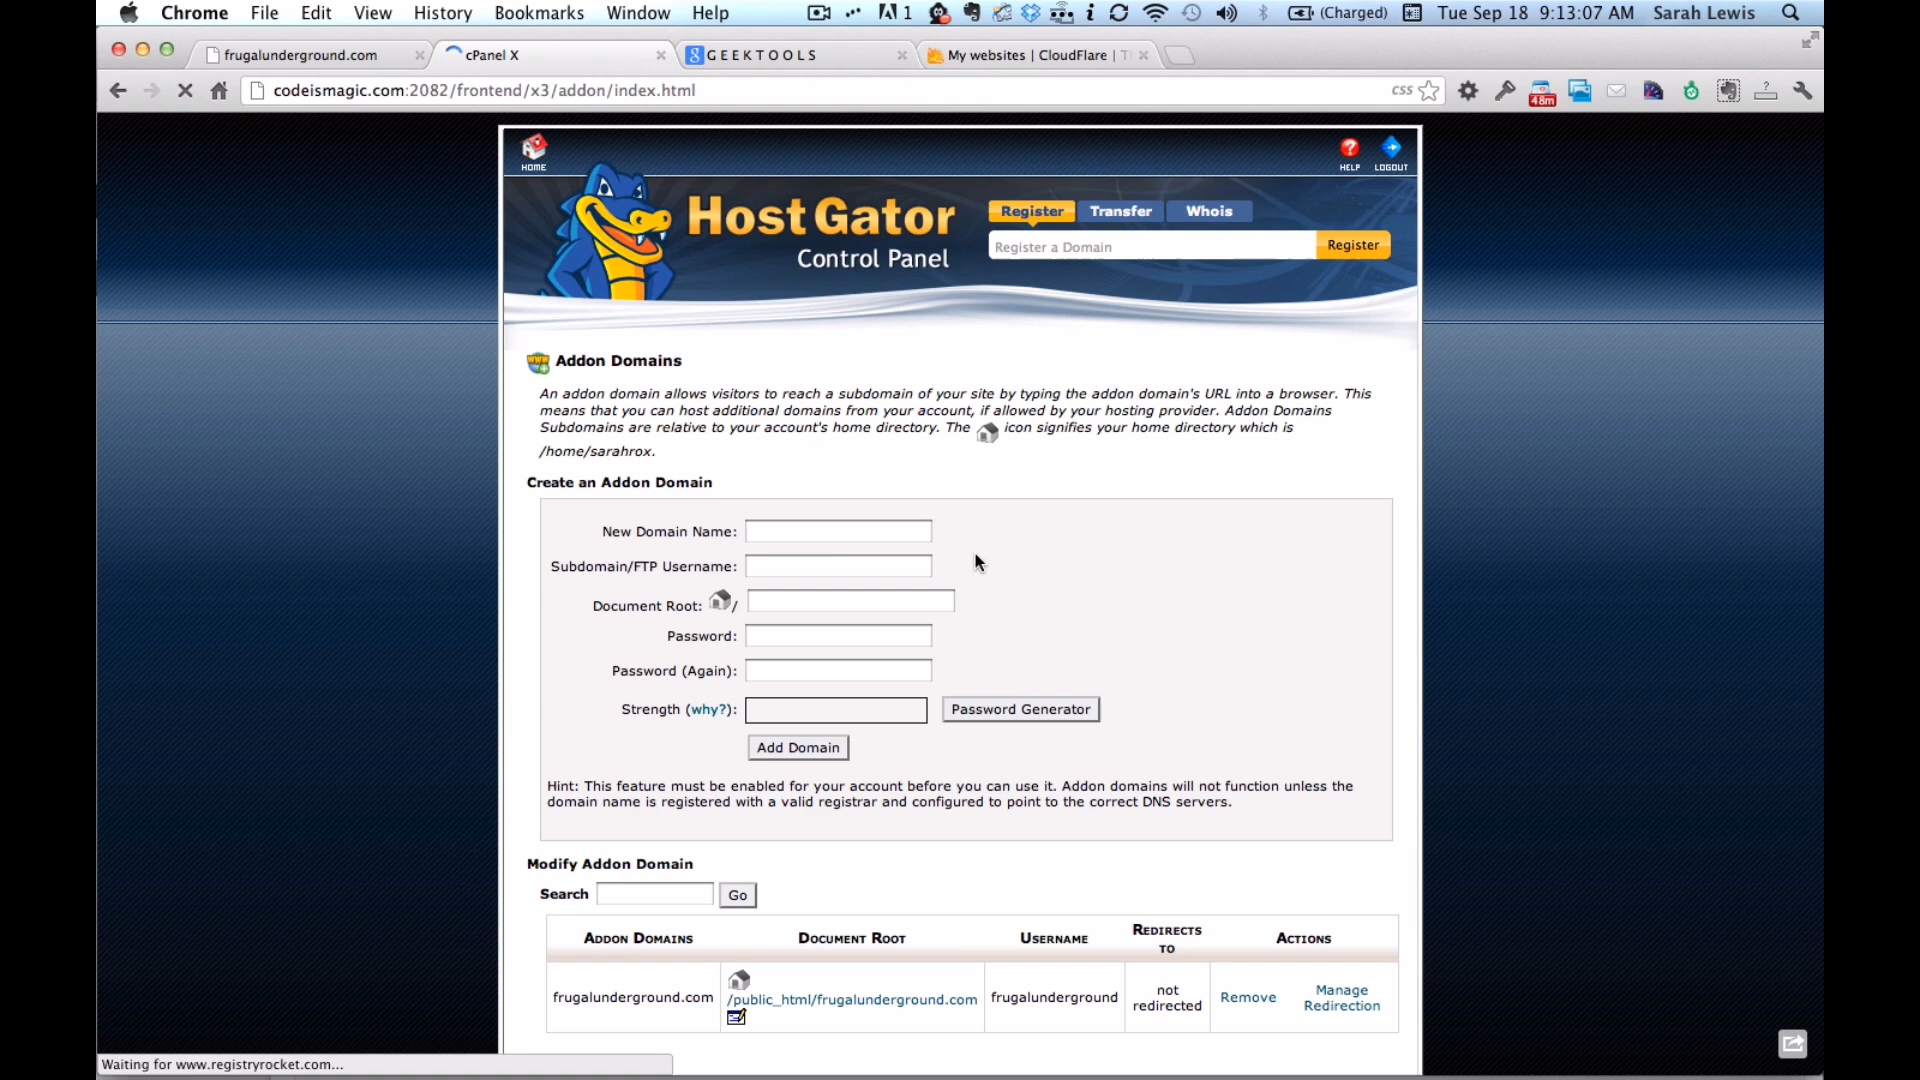 Chrome File Edit View History Bookmarks Window Help 1 (Charged) Tue Sep 18 9:13:07 AM Sarah Lewis
frugalunderground.com cPanel X GEEKTOOLS My websites | CloudFlare |
codeismagic.com:2082/frontend/x3/addon/index.html css 48m
HOME HELP LOGOUT
HostGator
Control Panel
Register Transfer Whois
Register a Domain Register
Addon Domains
An addon domain allows visitors to reach a subdomain of your site by typing the addon domain's URL into a browser. This
means that you can host additional domains from your account, if allowed by your hosting provider. Addon Domains
Subdomains are relative to your account's home directory. The icon signifies your home directory which is
/home/sarahrox.
Create an Addon Domain
New Domain Name:
Subdomain/FTP Username:
Document Root: /
Password:
Password (Again):
Strength (why?): Password Generator
Add Domain
Hint: This feature must be enabled for your account before you can use it. Addon domains will not function unless the
domain name is registered with a valid registrar and configured to point to the correct DNS servers.
Modify Addon Domain
Search Go
ADDON DOMAINS DOCUMENT ROOT USERNAME REDIRECTS TO ACTIONS
frugalunderground.com /public_html/frugalunderground.com frugalunderground not redirected Remove Manage Redirection
Waiting for www.registryrocket.com...